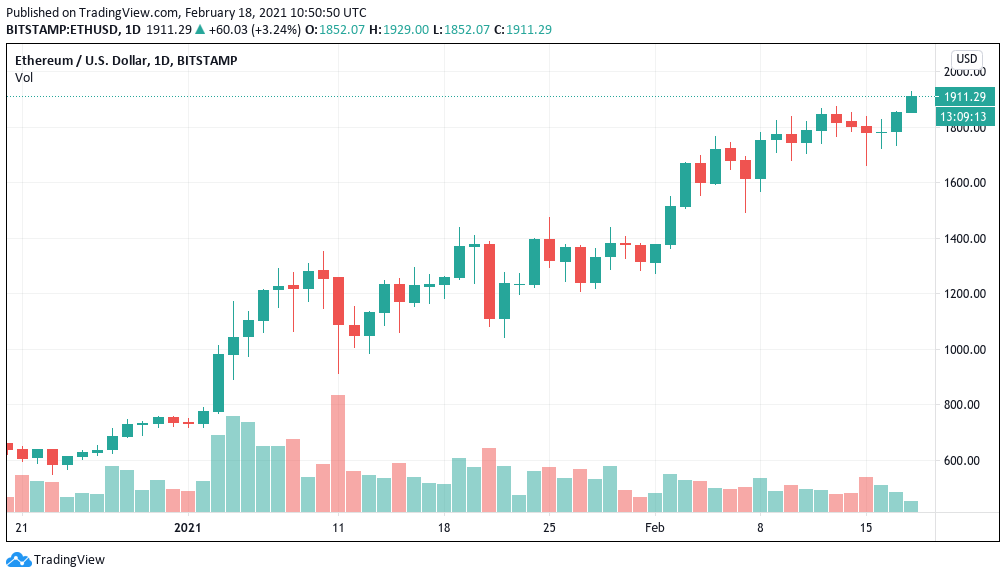 Published on TradingView.com, February 18, 2021 10:50:50 UTC
BITSTAMP:ETHUSD, 1D 1911.29 ▲ +60.03 (+3.24%) O:1852.07 H:1929.00 L:1852.07 C:1911.29
Ethereum / U.S. Dollar, 1D, BITSTAMP
Vol
USD
2000.00
1911.29
13:09:13
1800.00
1600.00
1400.00
1200.00
1000.00
800.00
600.00
21 2021 11 18 25 Feb 8 15
TradingView